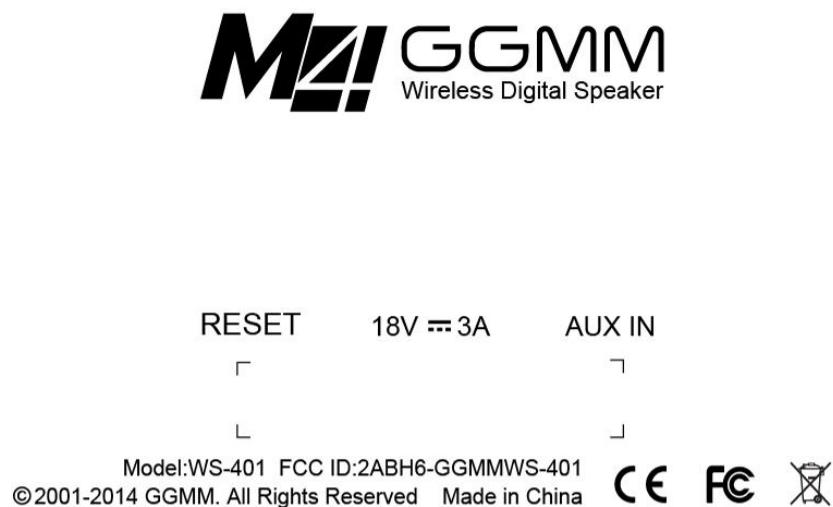 M4 GGMM
Wireless Digital Speaker
RESET 18V ⎓ 3A AUX IN
Model:WS-401 FCC ID:2ABH6-GGMMWS-401
©2001-2014 GGMM. All Rights Reserved Made in China CE FC